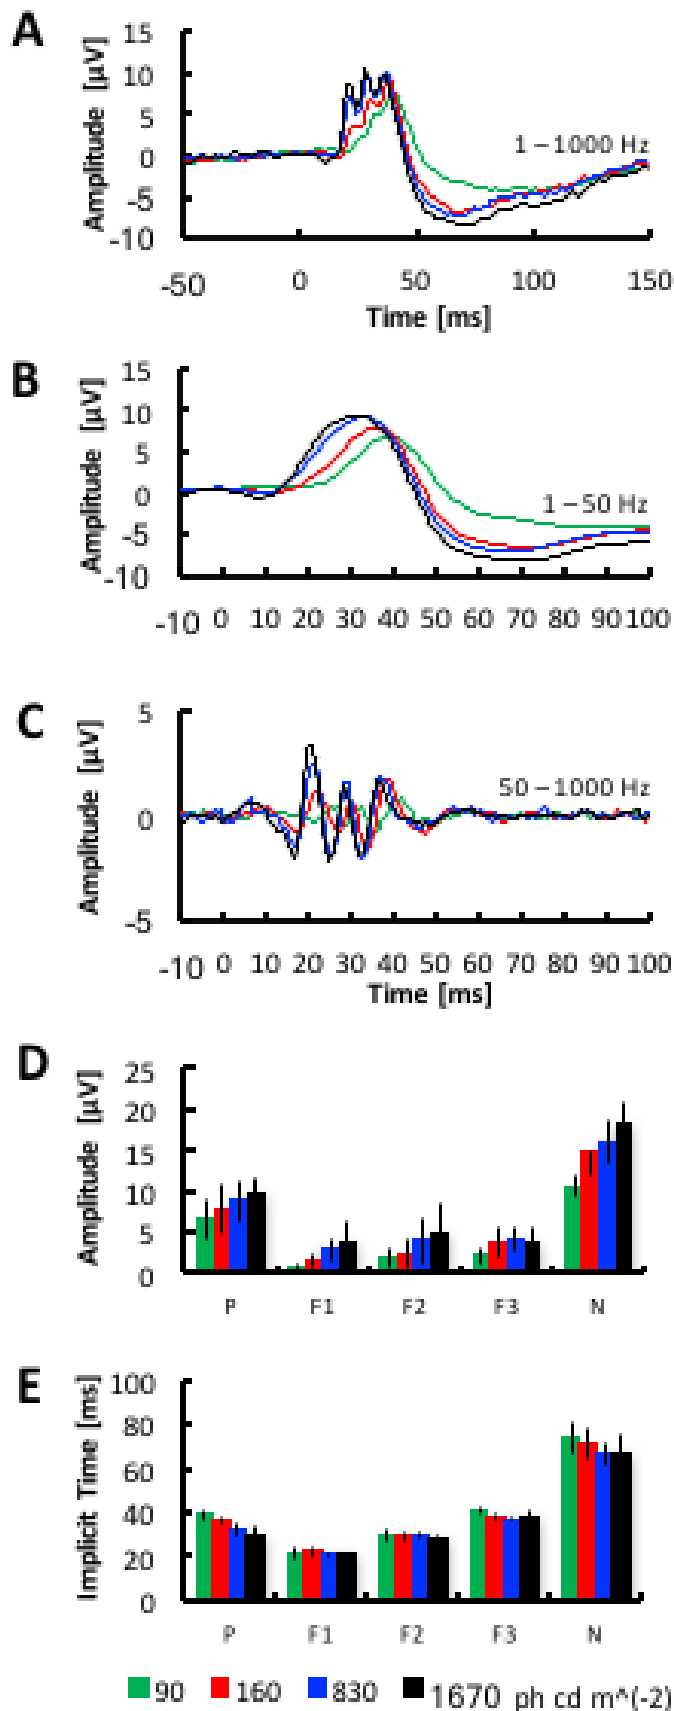 A
Amplitude [µV]
15
10
5
0
-5
-10
1 – 1000 Hz
-50 0 50 100 150
Time [ms]
B
Amplitude [µV]
15
10
5
0
-5
-10
1 – 50 Hz
-10 0 10 20 30 40 50 60 70 80 90 100
C
Amplitude [µV]
5
0
-5
50 – 1000 Hz
-10 0 10 20 30 40 50 60 70 80 90 100
Time [ms]
D
Amplitude [µV]
25
20
15
10
5
0
P F1 F2 F3 N
E
Implicit Time [ms]
100
80
60
40
20
0
P F1 F2 F3 N
90 160 830 1670 ph cd m^(-2)